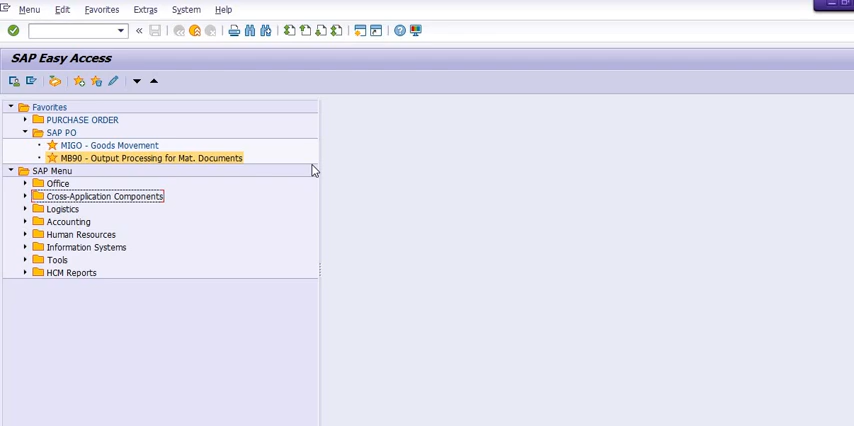 Menu Edit Favorites Extras System Help
SAP Easy Access
Favorites
PURCHASE ORDER
SAP PO
MIGO - Goods Movement
MB90 - Output Processing for Mat. Documents
SAP Menu
Office
Cross-Application Components
Logistics
Accounting
Human Resources
Information Systems
Tools
HCM Reports